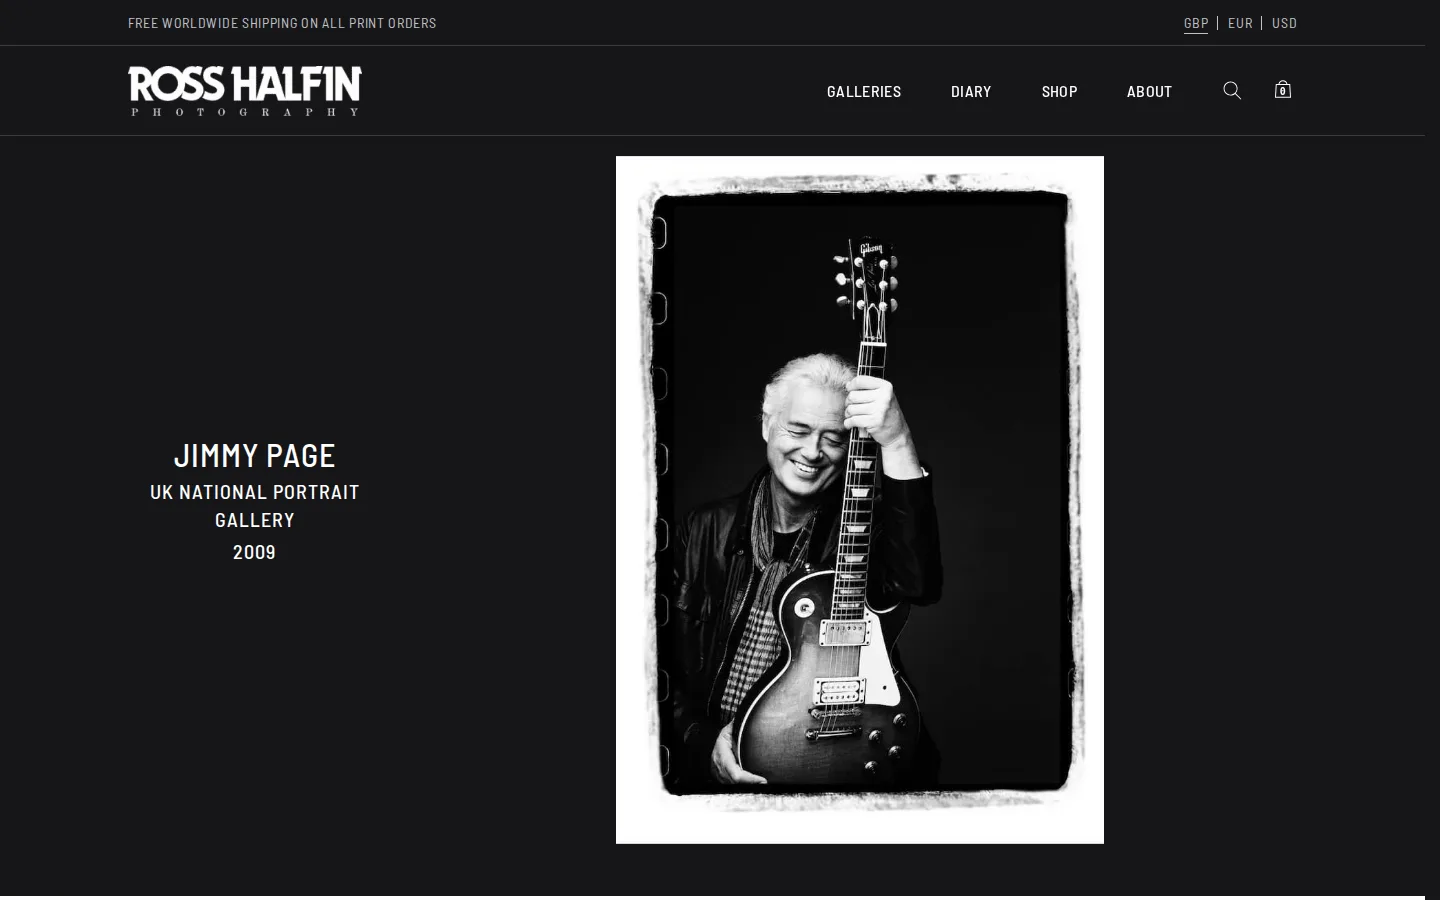 FREE WORLDWIDE SHIPPING ON ALL PRINT ORDERS
GBP | EUR | USD
ROSS HALFIN
PHOTOGRAPHY
GALLERIES
DIARY
SHOP
ABOUT
0
Gibson
JIMMY PAGE
UK NATIONAL PORTRAIT
GALLERY
2009